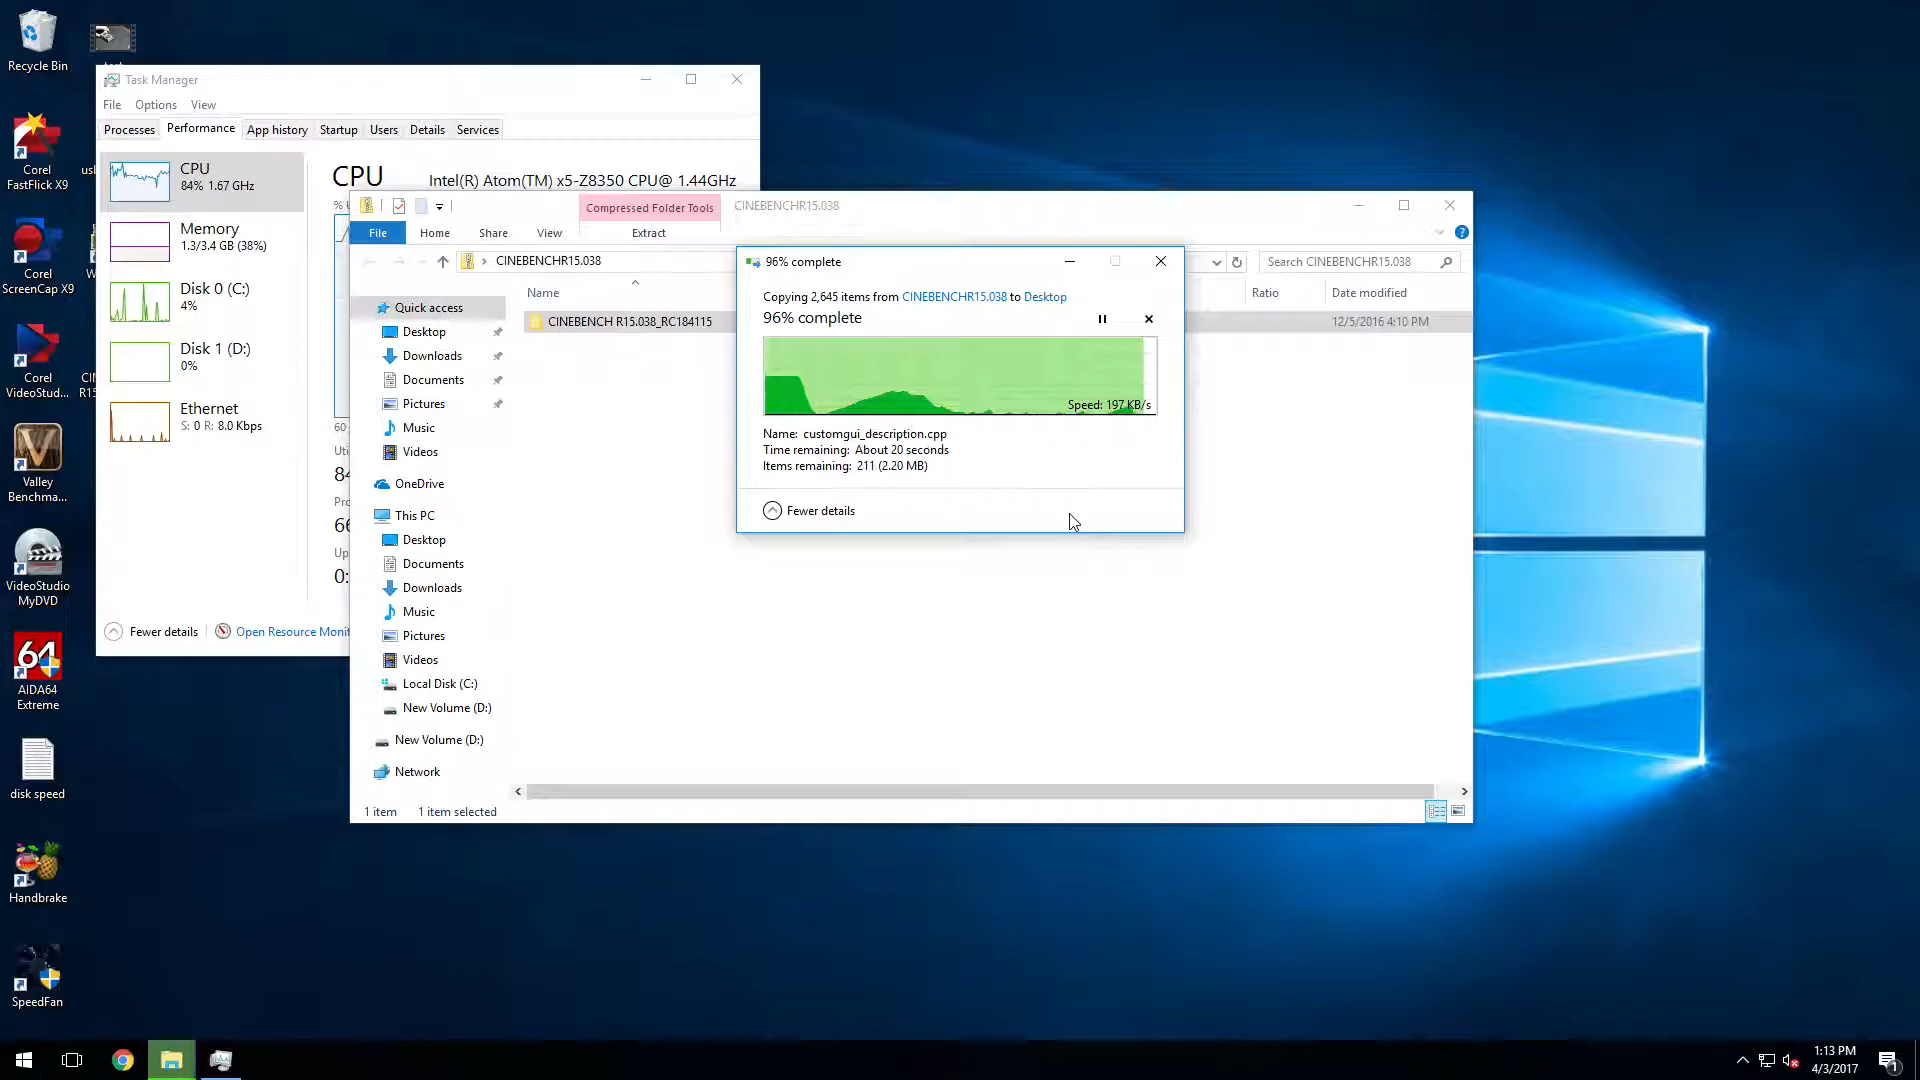 Recycle Bin
Corel
FastFlick X9
Corel
ScreenCap X9
Corel
VideoStud...
Valley
Benchma...
VideoStudio
MyDVD
64
AIDA64
Extreme
disk speed
Handbrake
SpeedFan
Task Manager
File Options View
Processes Performance App history Startup Users Details Services
CPU
84% 1.67 GHz
Memory
1.3/3.4 GB (38%)
Disk 0 (C:)
4%
Disk 1 (D:)
0%
Ethernet
S: 0 R: 8.0 Kbps
CPU
Intel(R) Atom(TM) x5-Z8350 CPU@ 1.44GHz
60
84
66
Up
0:
Fewer details
Open Resource Monit
Compressed Folder Tools
CINEBENCHR15.038
File Home Share View Extract
CINEBENCHR15.038
Search CINEBENCHR15.038
Name Ratio Date modified
CINEBENCH R15.038_RC184115
12/5/2016 4:10 PM
Quick access
Desktop
Downloads
Documents
Pictures
Music
Videos
OneDrive
This PC
Desktop
Documents
Downloads
Music
Pictures
Videos
Local Disk (C:)
New Volume (D:)
New Volume (D:)
Network
1 item 1 item selected
96% complete
Copying 2,645 items from CINEBENCHR15.038 to Desktop
96% complete
Speed: 197 KB/s
Name: customgui_description.cpp
Time remaining: About 20 seconds
Items remaining: 211 (2.20 MB)
Fewer details
1:13 PM
4/3/2017
1